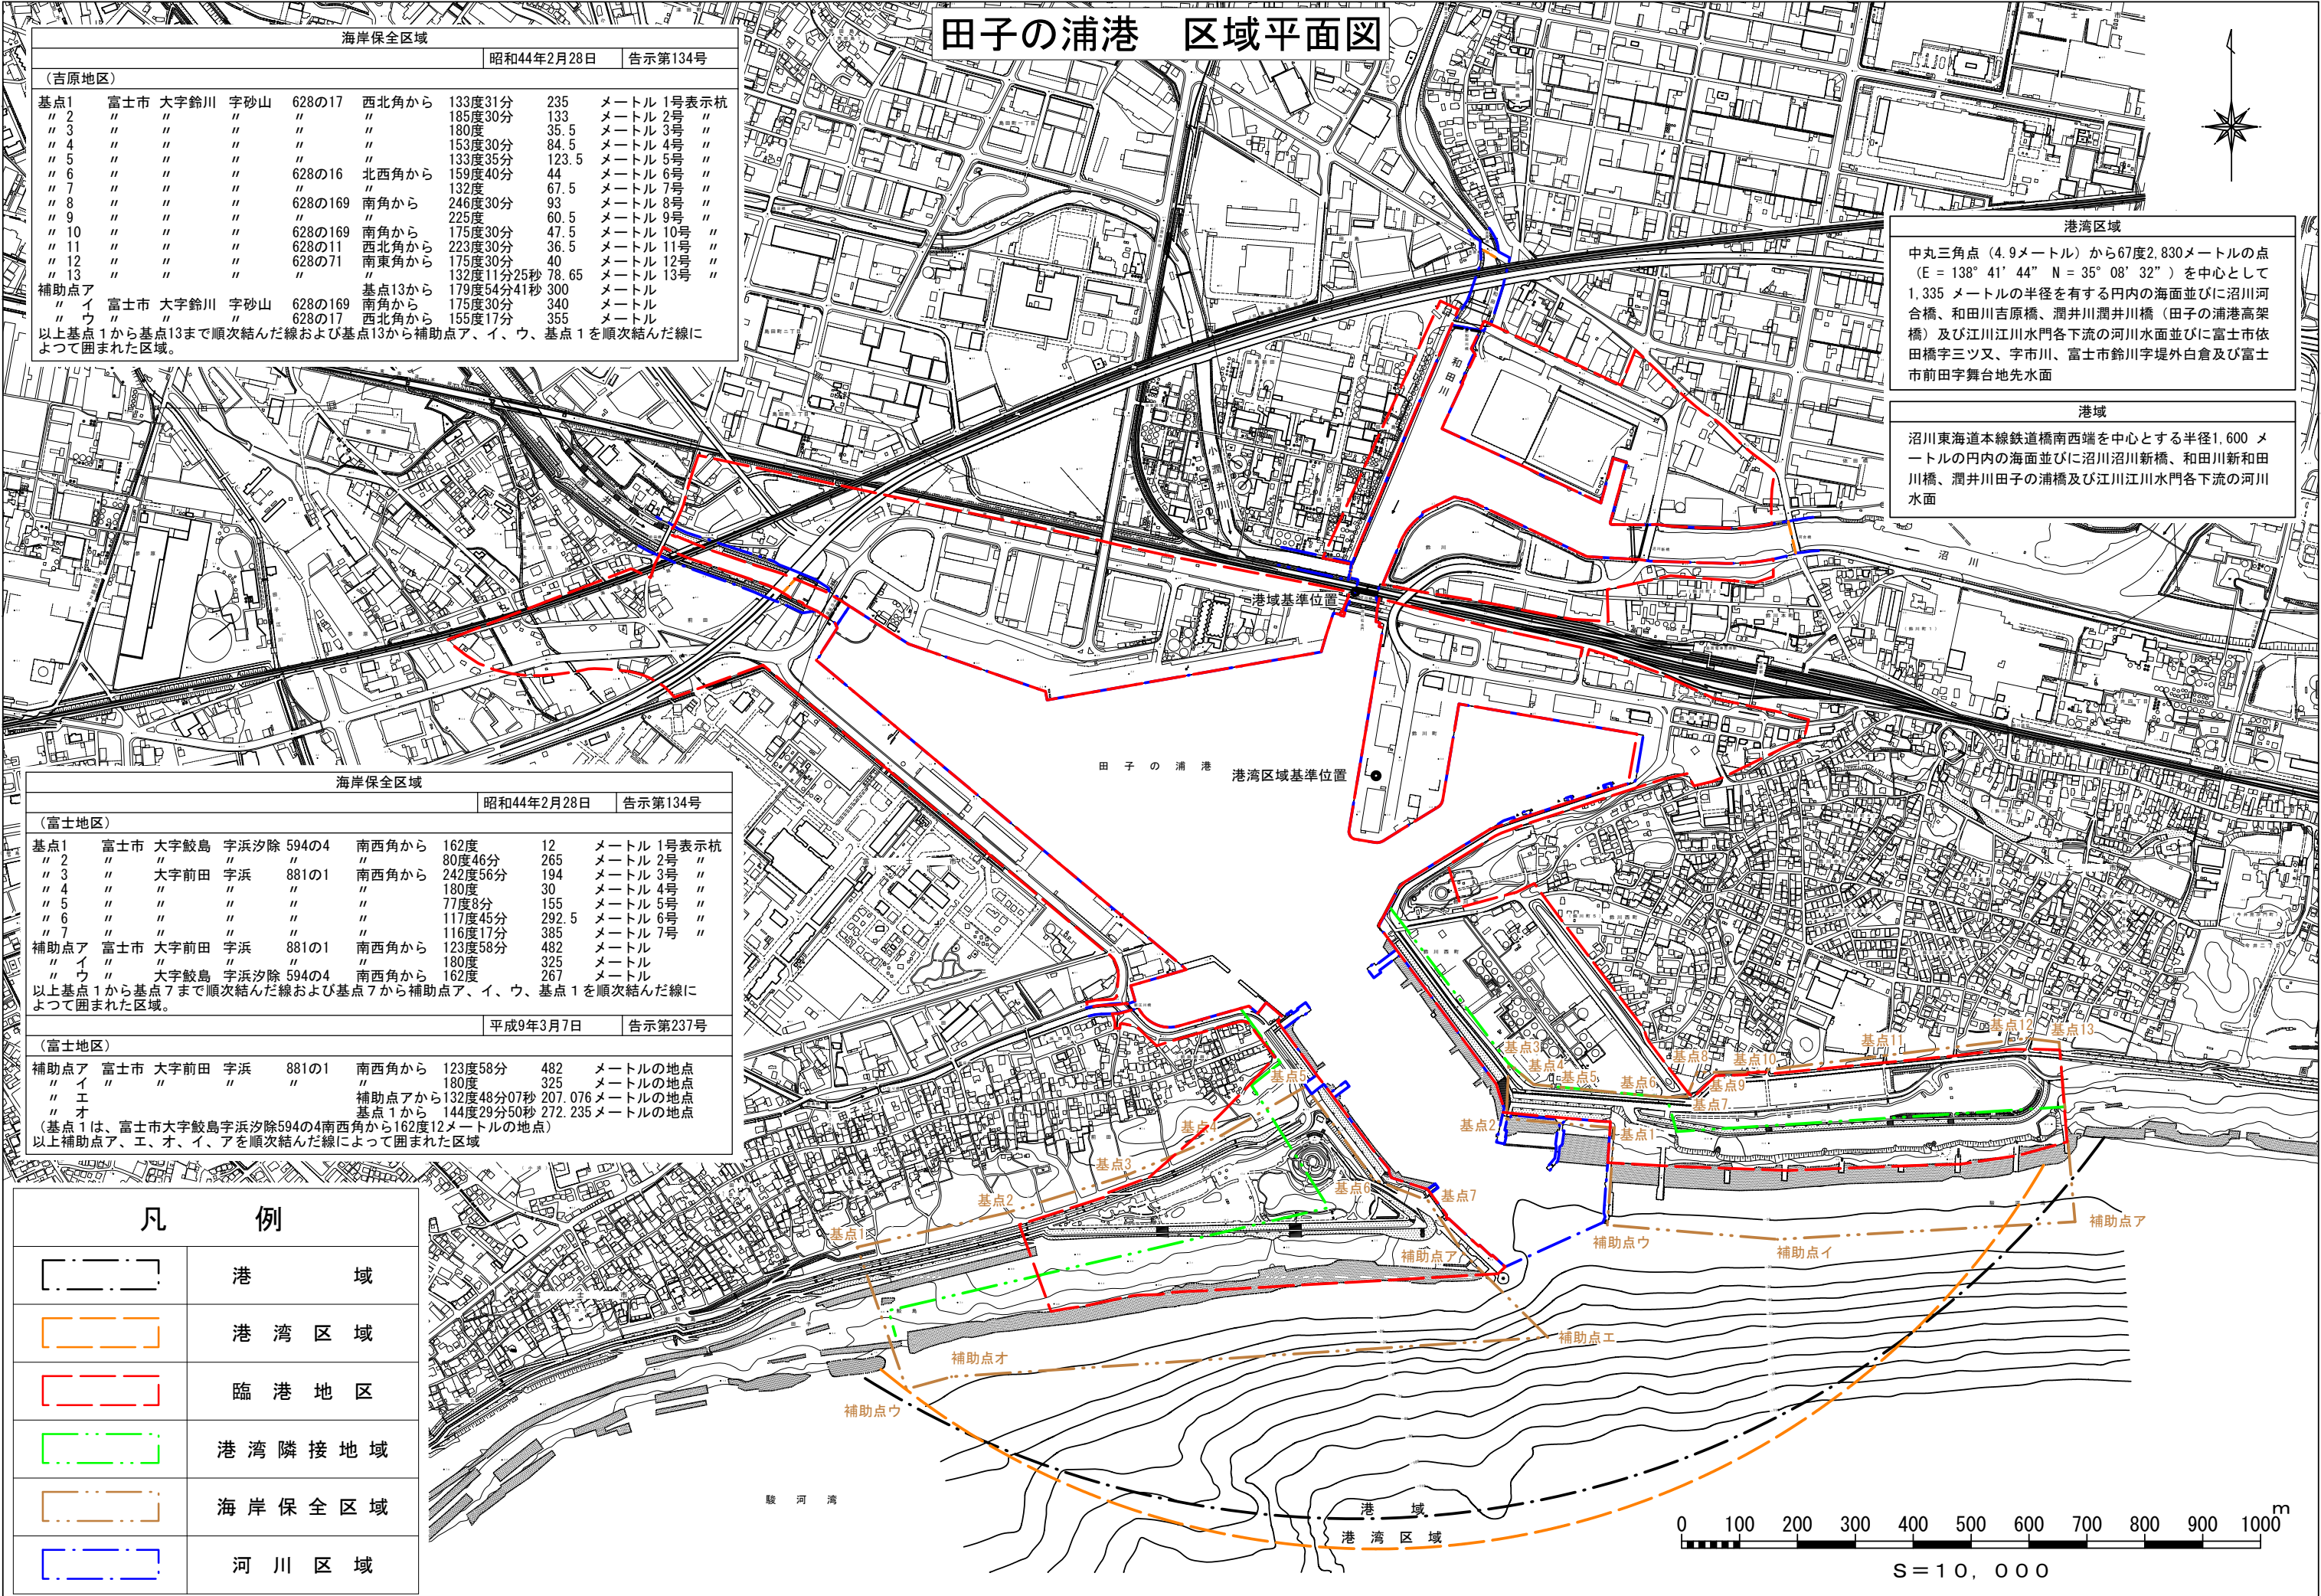 田子の浦港 区域平面図
海岸保全区域
昭和44年2月28日 告示第134号
(吉原地区)
基点1 富士市 大字鈴川 字砂山 628の17 西北角から 133度31分 235 メートル 1号表示杭
〃 2 〃 〃 〃 〃 〃 185度30分 133 メートル 2号 〃
〃 3 〃 〃 〃 〃 〃 180度 35.5 メートル 3号 〃
〃 4 〃 〃 〃 〃 〃 153度30分 84.5 メートル 4号 〃
〃 5 〃 〃 〃 〃 〃 133度35分 123.5 メートル 5号 〃
〃 6 〃 〃 〃 628の16 北西角から 159度40分 44 メートル 6号 〃
〃 7 〃 〃 〃 〃 〃 132度 67.5 メートル 7号 〃
〃 8 〃 〃 〃 628の169 南角から 246度30分 93 メートル 8号 〃
〃 9 〃 〃 〃 〃 〃 225度 60.5 メートル 9号 〃
〃 10 〃 〃 〃 628の169 南角から 175度30分 47.5 メートル 10号 〃
〃 11 〃 〃 〃 628の11 西北角から 223度30分 36.5 メートル 11号 〃
〃 12 〃 〃 〃 628の71 南東角から 175度30分 40 メートル 12号 〃
〃 13 〃 〃 〃 〃 〃 132度11分25秒 78.65 メートル 13号 〃
補助点ア 基点13から 179度54分41秒 300 メートル
〃 イ 富士市 大字鈴川 字砂山 628の169 南角から 175度30分 340 メートル
〃 ウ 〃 〃 〃 628の17 西北角から 155度17分 355 メートル
以上基点1から基点13まで順次結んだ線および基点13から補助点ア、イ、ウ、基点1を順次結んだ線に
よつて囲まれた区域。
港湾区域
中丸三角点(4.9メートル)から67度2,830メートルの点
(E = 138° 41' 44" N = 35° 08' 32")を中心として
1,335 メートルの半径を有する円内の海面並びに沼川河
合橋、和田川吉原橋、潤井川潤井川橋(田子の浦港高架
橋)及び江川江川水門各下流の河川水面並びに富士市依
田橋字三ツ又、字市川、富士市鈴川字堤外白倉及び富士
市前田字舞台地先水面
港域
沼川東海道本線鉄道橋南西端を中心とする半径1,600 メ
ートルの円内の海面並びに沼川沼川新橋、和田川新和田
川橋、潤井川田子の浦橋及び江川江川水門各下流の河川
水面
和田川
小潤井川
沼川
港域基準位置
田子の浦港
港湾区域基準位置
海岸保全区域
昭和44年2月28日 告示第134号
(富士地区)
基点1 富士市 大字鮫島 字浜汐除 594の4 南西角から 162度 12 メートル 1号表示杭
〃 2 〃 〃 〃 〃 〃 80度46分 265 メートル 2号 〃
〃 3 〃 大字前田 字浜 881の1 南西角から 242度56分 194 メートル 3号 〃
〃 4 〃 〃 〃 〃 〃 180度 30 メートル 4号 〃
〃 5 〃 〃 〃 〃 〃 77度8分 155 メートル 5号 〃
〃 6 〃 〃 〃 〃 〃 117度45分 292.5 メートル 6号 〃
〃 7 〃 〃 〃 〃 〃 116度17分 385 メートル 7号 〃
補助点ア 富士市 大字前田 字浜 881の1 南西角から 123度58分 482 メートル
〃 イ 〃 〃 〃 〃 〃 180度 325 メートル
〃 ウ 〃 大字鮫島 字浜汐除 594の4 南西角から 162度 267 メートル
以上基点1から基点7まで順次結んだ線および基点7から補助点ア、イ、ウ、基点1を順次結んだ線に
よつて囲まれた区域。
平成9年3月7日 告示第237号
(富士地区)
補助点ア 富士市 大字前田 字浜 881の1 南西角から 123度58分 482 メートルの地点
〃 イ 〃 〃 〃 〃 〃 180度 325 メートルの地点
〃 エ 補助点アから132度48分07秒 207.076メートルの地点
〃 オ 基点1から 144度29分50秒 272.235メートルの地点
(基点1は、富士市大字鮫島字浜汐除594の4南西角から162度12メートルの地点)
以上補助点ア、エ、オ、イ、アを順次結んだ線によって囲まれた区域
基点12
基点13
基点11
基点3
基点8
基点10
基点4
基点5
基点6
基点9
基点7
基点2
基点1
基点5
基点4
基点3
基点6
基点7
基点2
基点1
補助点ア
補助点ア
補助点ウ
補助点イ
補助点エ
補助点オ
補助点ウ
凡例
港域
港湾区域
臨港地区
港湾隣接地域
海岸保全区域
河川区域
駿河湾
港域
港湾区域
0 100 200 300 400 500 600 700 800 900 1000 m
S=10,000